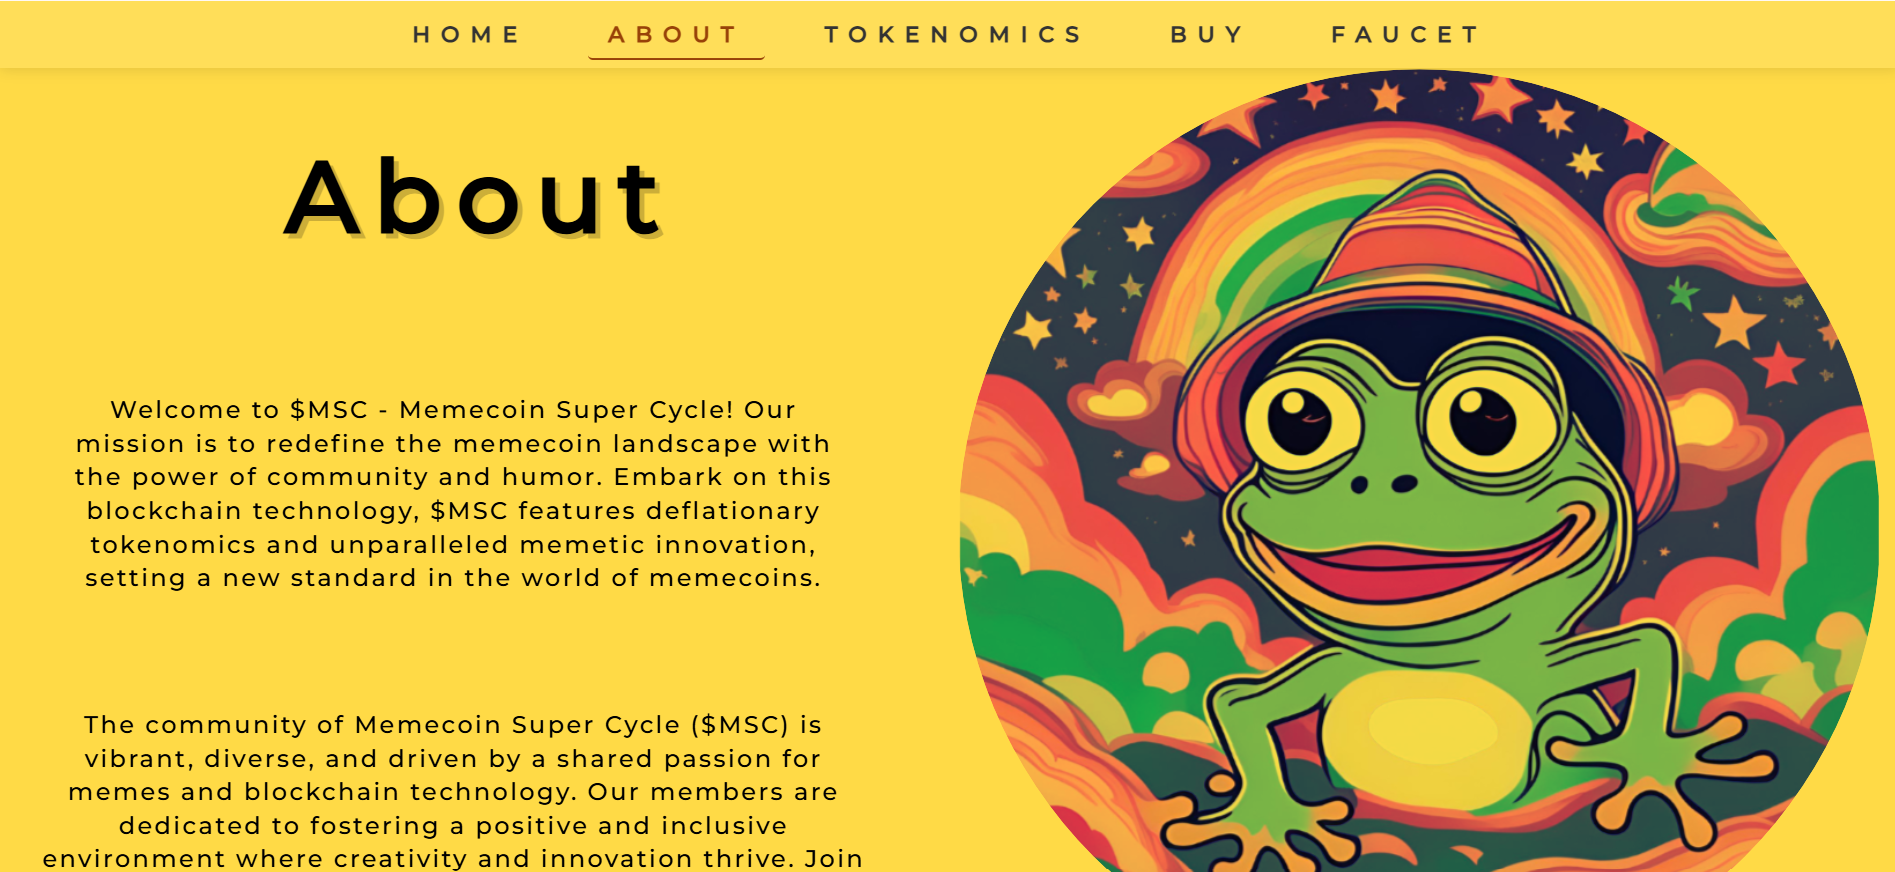 HOME ABOUT TOKENOMICS BUY FAUCET
About
Welcome to $MSC - Memecoin Super Cycle! Our
mission is to redefine the memecoin landscape with
the power of community and humor. Embark on this
blockchain technology, $MSC features deflationary
tokenomics and unparalleled memetic innovation,
setting a new standard in the world of memecoins.
The community of Memecoin Super Cycle ($MSC) is
vibrant, diverse, and driven by a shared passion for
memes and blockchain technology. Our members are
dedicated to fostering a positive and inclusive
environment where creativity and innovation thrive. Join